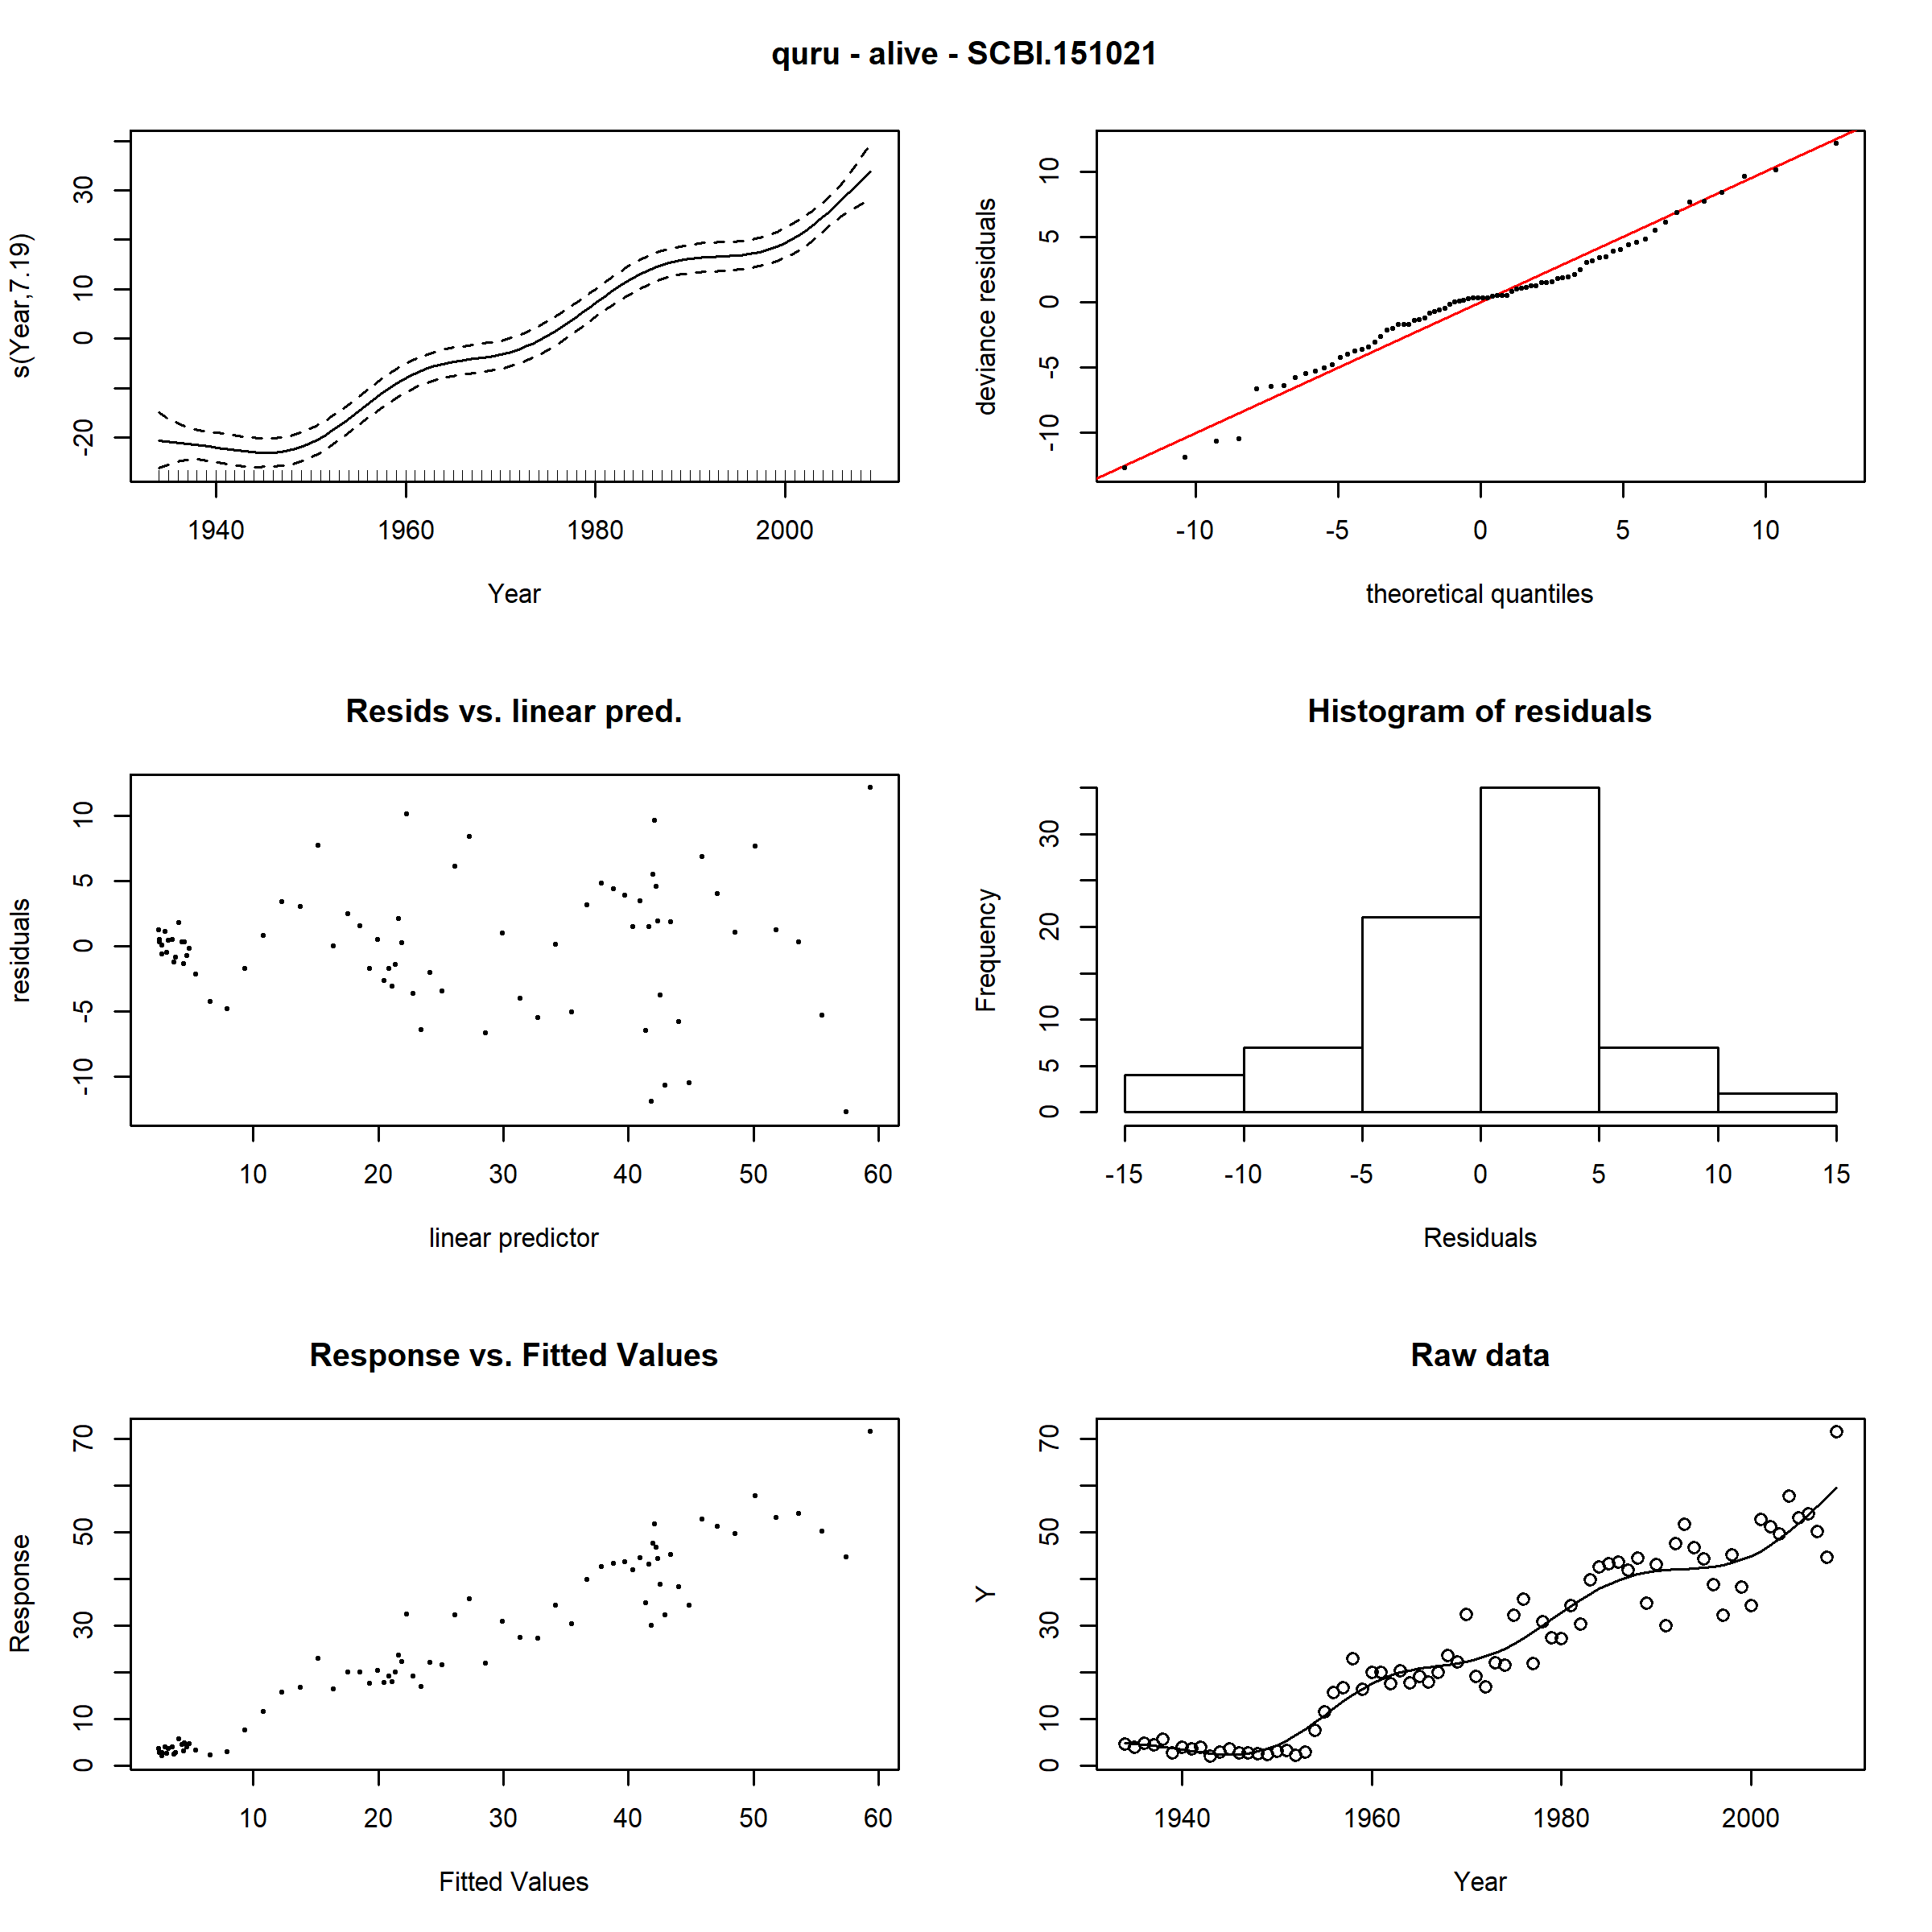 quru - alive - SCBI.151021
s(Year,7.19)
-20 0 10 30
1940 1960 1980 2000
Year
deviance residuals
-10 -5 0 5 10
-10 -5 0 5 10
theoretical quantiles
Resids vs. linear pred.
residuals
-10 -5 0 5 10
10 20 30 40 50 60
linear predictor
Histogram of residuals
Frequency
0 5 10 20 30
-15 -10 -5 0 5 10 15
Residuals
Response vs. Fitted Values
Response
0 10 30 50 70
10 20 30 40 50 60
Fitted Values
Raw data
Y
0 10 30 50 70
1940 1960 1980 2000
Year